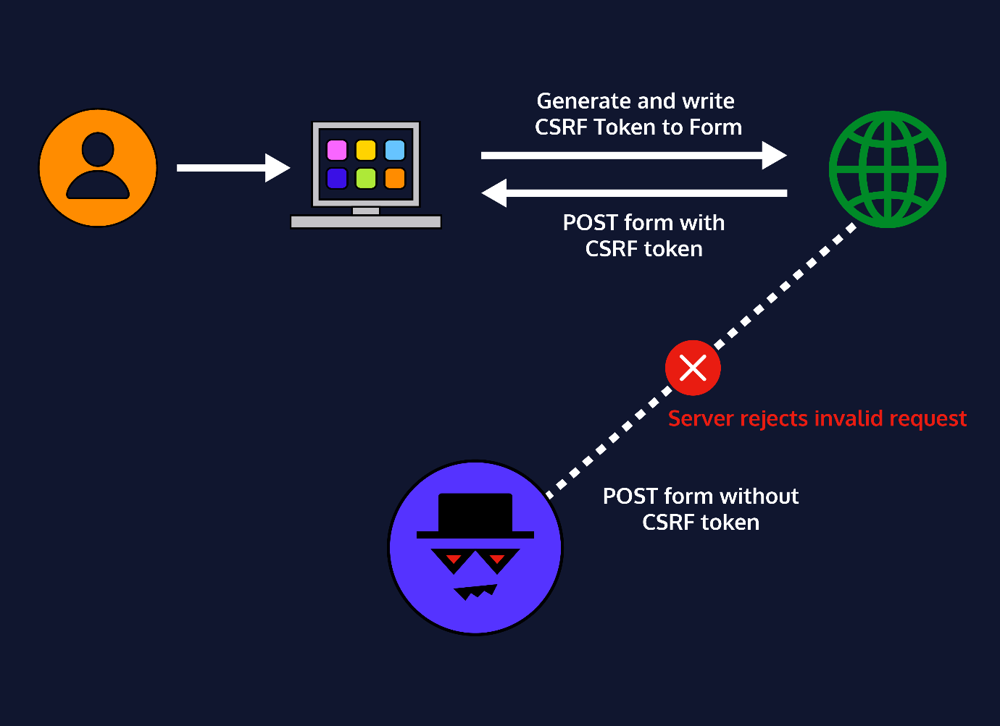 Generate and write
CSRF Token to Form
POST form with
CSRF token
Server rejects invalid request
POST form without
CSRF token